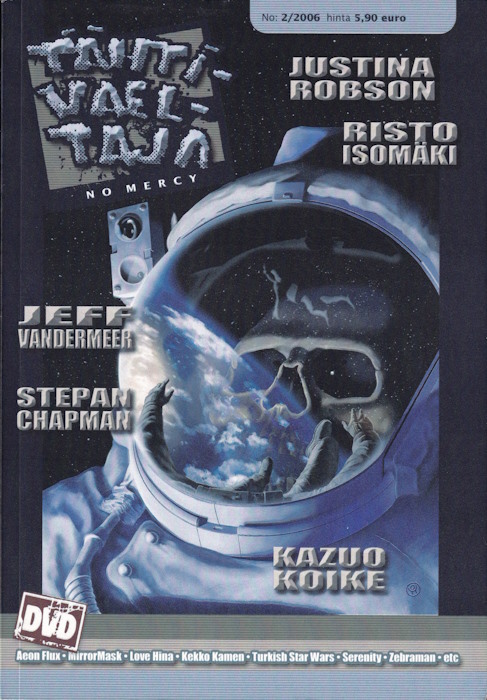 No: 2/2006 hinta 5,90 euro
TÄHTI-
VAEL-
TAJA
NO MERCY
JUSTINA
ROBSON
RISTO
ISOMÄKI
JEFF
VANDERMEER
STEPAN
CHAPMAN
KAZUO
KOIKE
DVD
Aeon Flux • MirrorMask • Love Hina • Kekko Kamen • Turkish Star Wars • Serenity • Zebraman • etc